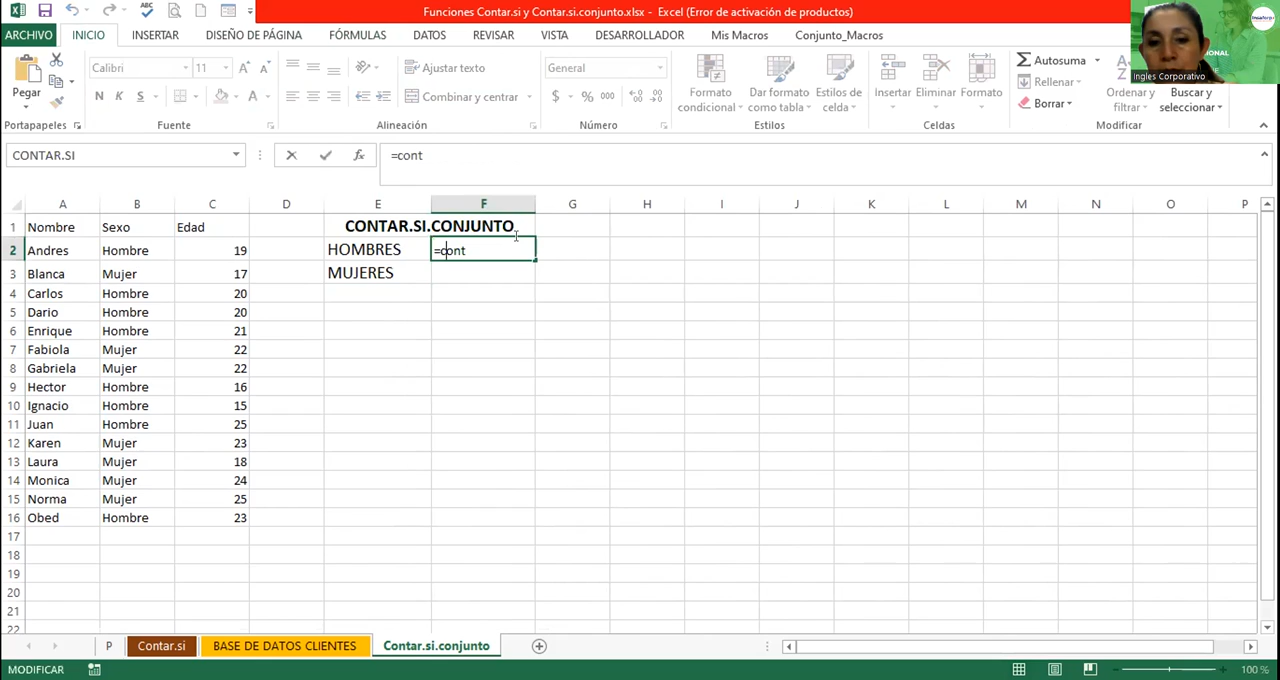 Funciones Contar.si y Contar.si.conjunto.xlsx - Excel (Error de activación de productos)
ARCHIVO INICIO INSERTAR DISEÑO DE PÁGINA FÓRMULAS DATOS REVISAR VISTA DESARROLLADOR Mis Macros Conjunto_Macros
Ingles Corporativo
Pegar
Calibri 11
N K S
Ajustar texto
Combinar y centrar
General
$ % 000
Formato condicional
Dar formato como tabla
Estilos de celda
Insertar Eliminar Formato
Autosuma
Rellenar
Borrar
Ordenar y filtrar
Buscar y seleccionar
Portapapeles Fuente Alineación Número Estilos Celdas Modificar
CONTAR.SI fx =cont
A B C D E F G H I J K L M N O P
1 Nombre Sexo Edad CONTAR.SI.CONJUNTO
2 Andres Hombre 19 HOMBRES =cont
3 Blanca Mujer 17 MUJERES
4 Carlos Hombre 20
5 Dario Hombre 20
6 Enrique Hombre 21
7 Fabiola Mujer 22
8 Gabriela Mujer 22
9 Hector Hombre 16
10 Ignacio Hombre 15
11 Juan Hombre 25
12 Karen Mujer 23
13 Laura Mujer 18
14 Monica Mujer 24
15 Norma Mujer 25
16 Obed Hombre 23
17
18
19
20
21
22
P Contar.si BASE DE DATOS CLIENTES Contar.si.conjunto
MODIFICAR 100 %